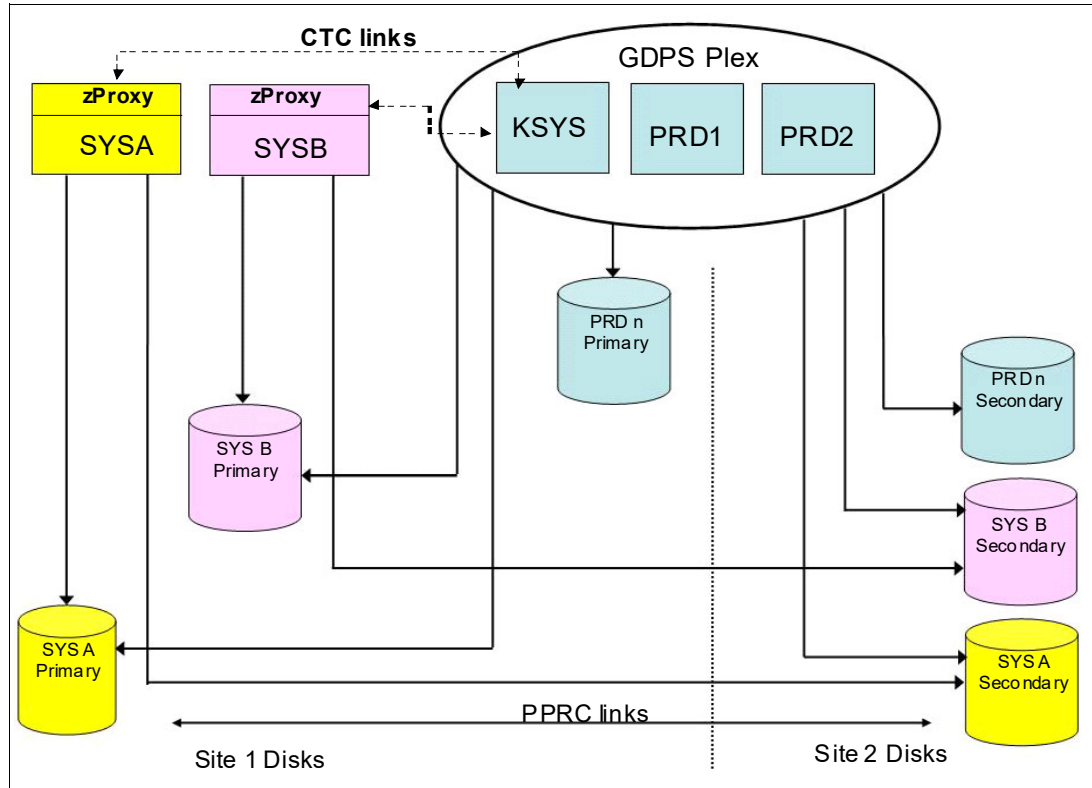 CTC links
GDPS Plex
zProxy
SYSA
zProxy
SYSB
KSYS
PRD1
PRD2
PRD n
Primary
PRDn
Secondary
SYS B
Primary
SYS B
Secondary
SYS A
Primary
SYS A
Secondary
PPRC links
Site 1 Disks
Site 2 Disks